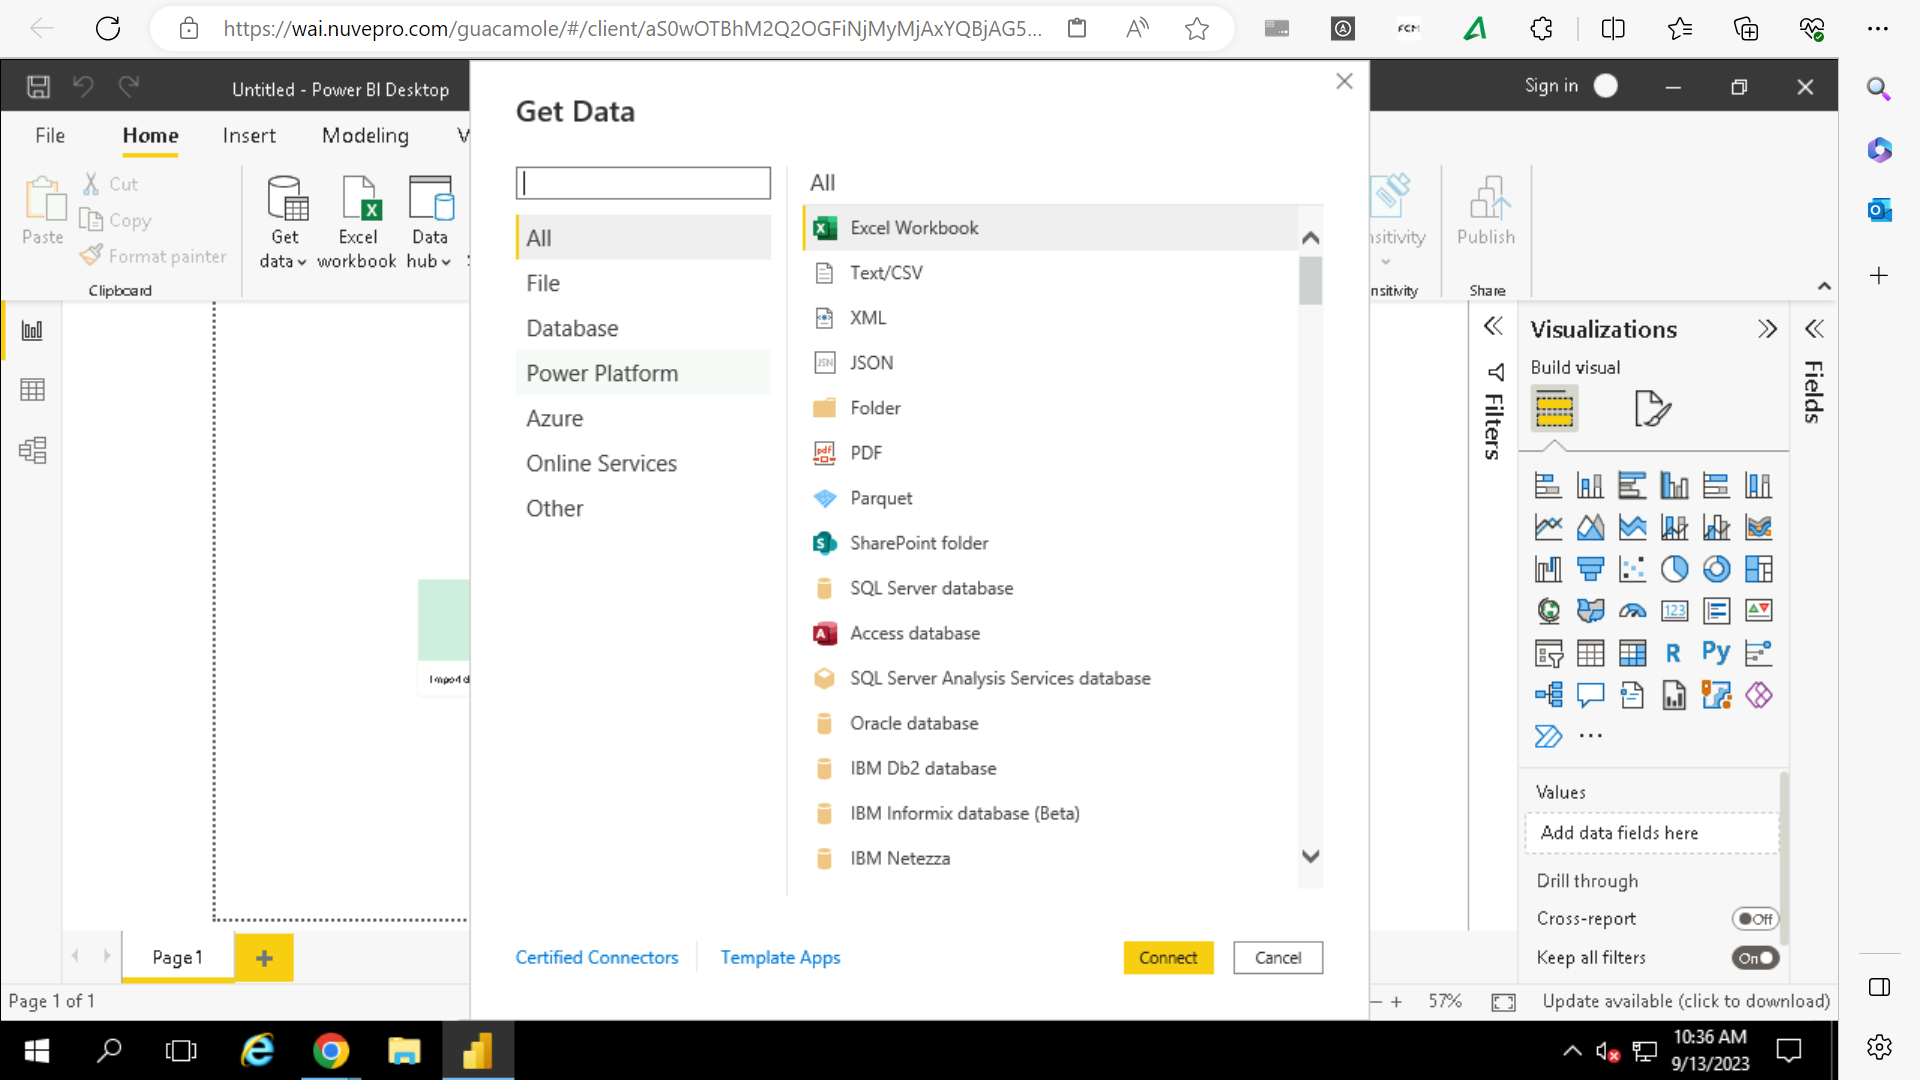 https://wai.nuvepro.com/guacamole/#/client/aS0wOTBhM2Q2OGFiNjMyMjAxYQBjAG5...
FCM
Untitled - Power BI Desktop
Sign in
File
Home
Insert
Modeling
Paste
Cut
Copy
Format painter
Clipboard
Get data
Excel workbook
Data hub
Publish
Share
Get Data
All
File
Database
Power Platform
Azure
Online Services
Other
All
Excel Workbook
Text/CSV
XML
JSON
Folder
PDF
Parquet
SharePoint folder
SQL Server database
Access database
SQL Server Analysis Services database
Oracle database
IBM Db2 database
IBM Informix database (Beta)
IBM Netezza
Certified Connectors
Template Apps
Connect
Cancel
Filters
Visualizations
Build visual
Fields
123
R
Py
Values
Add data fields here
Drill through
Cross-report
Off
Keep all filters
On
Page 1
Page 1 of 1
57%
Update available (click to download)
10:36 AM
9/13/2023